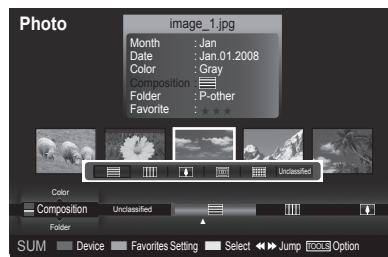 Photo
image_1.jpg
Month : Jan
Date : Jan.01.2008
Color : Gray
Composition :
Folder : P-other
Favorite : ★ ★ ★
Unclassified
Color
Composition Unclassified
Folder
SUM Device Favorites Setting Select ◀◀ ▶▶ Jump TOOLS Option